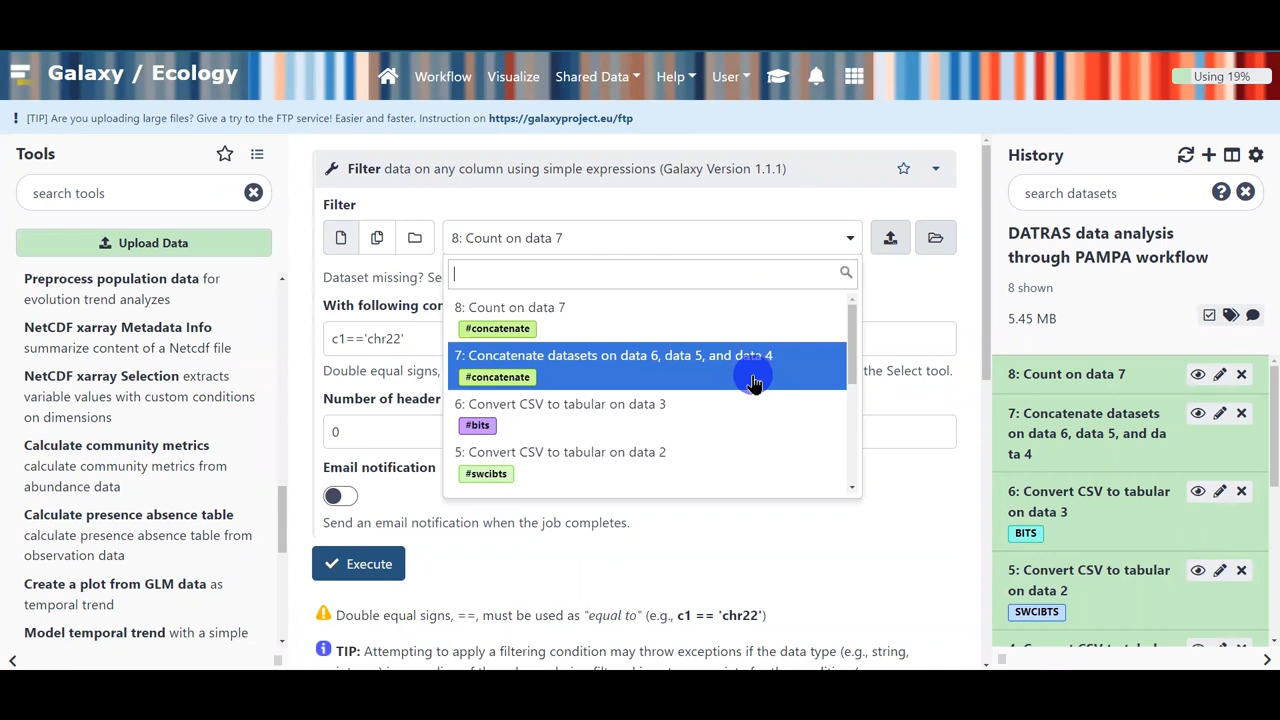 Galaxy / Ecology
Workflow Visualize Shared Data Help User Using 19%
! [TIP] Are you uploading large files? Give a try to the FTP service! Easier and faster. Instruction on https://galaxyproject.eu/ftp
Tools
search tools
Upload Data
Preprocess population data for
evolution trend analyzes
NetCDF xarray Metadata Info
summarize content of a Netcdf file
NetCDF xarray Selection extracts
variable values with custom conditions
on dimensions
Calculate community metrics
calculate community metrics from
abundance data
Calculate presence absence table
calculate presence absence table from
observation data
Create a plot from GLM data as
temporal trend
Model temporal trend with a simple
Filter data on any column using simple expressions (Galaxy Version 1.1.1)
Filter
8: Count on data 7
Dataset missing? Se
8: Count on data 7
#concatenate
7: Concatenate datasets on data 6, data 5, and data 4
#concatenate
6: Convert CSV to tabular on data 3
#bits
5: Convert CSV to tabular on data 2
#swcibts
With following con
c1=='chr22'
Double equal signs, the Select tool.
Number of header
0
Email notification
Send an email notification when the job completes.
Execute
Double equal signs, ==, must be used as "equal to" (e.g., c1 == 'chr22')
TIP: Attempting to apply a filtering condition may throw exceptions if the data type (e.g., string,
History
search datasets
DATRAS data analysis
through PAMPA workflow
8 shown
5.45 MB
8: Count on data 7
7: Concatenate datasets
on data 6, data 5, and da
ta 4
6: Convert CSV to tabular
on data 3
BITS
5: Convert CSV to tabular
on data 2
SWCIBTS